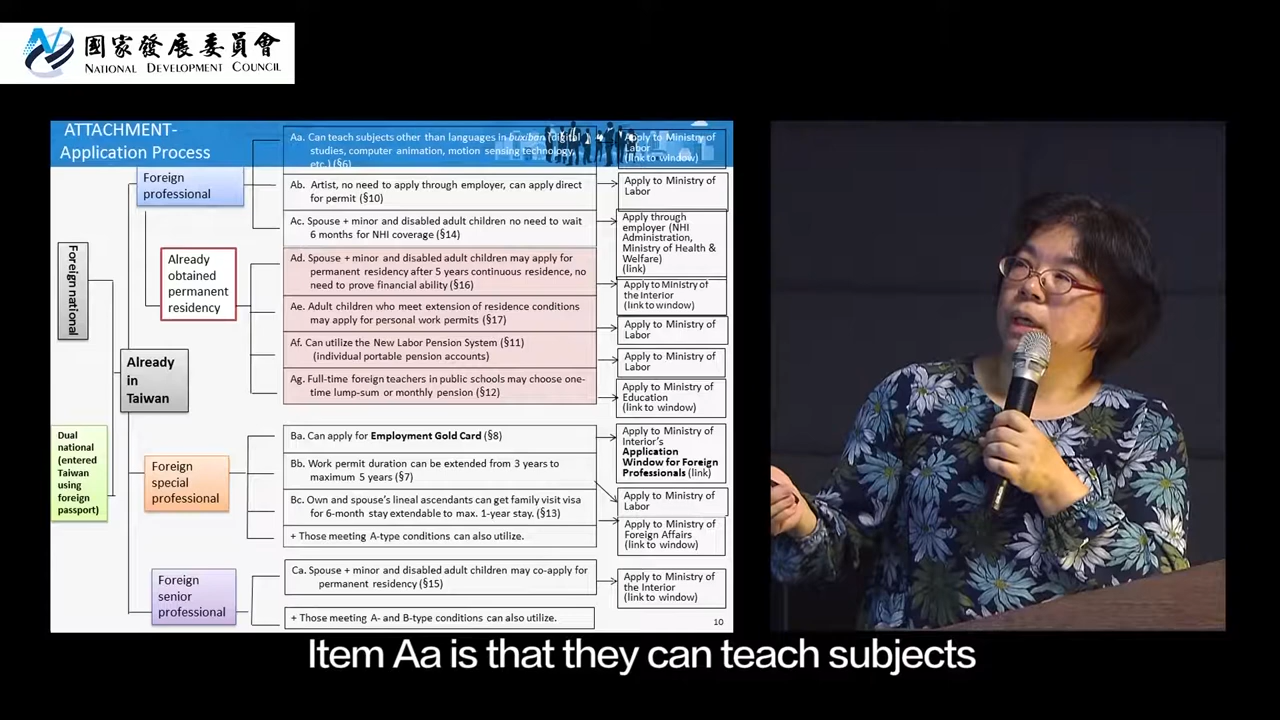 國家發展委員會
NATIONAL DEVELOPMENT COUNCIL
ATTACHMENT-
Application Process
Foreign national
Dual
national
(entered
Taiwan
using
foreign
passport)
Already
in
Taiwan
Foreign
professional
Already
obtained
permanent
residency
Foreign
special
professional
Foreign
senior
professional
Aa. Can teach subjects other than languages in buxiban (digital
studies, computer animation, motion sensing technology,
etc.) (§6)
Apply to Ministry of
Labor
(link to window)
Ab. Artist, no need to apply through employer, can apply direct
for permit (§10)
Apply to Ministry of
Labor
Ac. Spouse + minor and disabled adult children no need to wait
6 months for NHI coverage (§14)
Apply through
employer (NHI
Administration,
Ministry of Health &
Welfare)
(link)
Ad. Spouse + minor and disabled adult children may apply for
permanent residency after 5 years continuous residence, no
need to prove financial ability (§16)
Apply to Ministry of
the Interior
(link to window)
Ae. Adult children who meet extension of residence conditions
may apply for personal work permits (§17)
Apply to Ministry of
Labor
Af. Can utilize the New Labor Pension System (§11)
(individual portable pension accounts)
Apply to Ministry of
Labor
Ag. Full-time foreign teachers in public schools may choose one-
time lump-sum or monthly pension (§12)
Apply to Ministry of
Education
(link to window)
Ba. Can apply for Employment Gold Card (§8)
Apply to Ministry of
Interior's
Application
Window for Foreign
Professionals (link)
Bb. Work permit duration can be extended from 3 years to
maximum 5 years (§7)
Apply to Ministry of
Labor
Bc. Own and spouse's lineal ascendants can get family visit visa
for 6-month stay extendable to max. 1-year stay. (§13)
Apply to Ministry of
Foreign Affairs
(link to window)
+ Those meeting A-type conditions can also utilize.
Ca. Spouse + minor and disabled adult children may co-apply for
permanent residency (§15)
Apply to Ministry of
the Interior
(link to window)
+ Those meeting A- and B-type conditions can also utilize.
10
Item Aa is that they can teach subjects